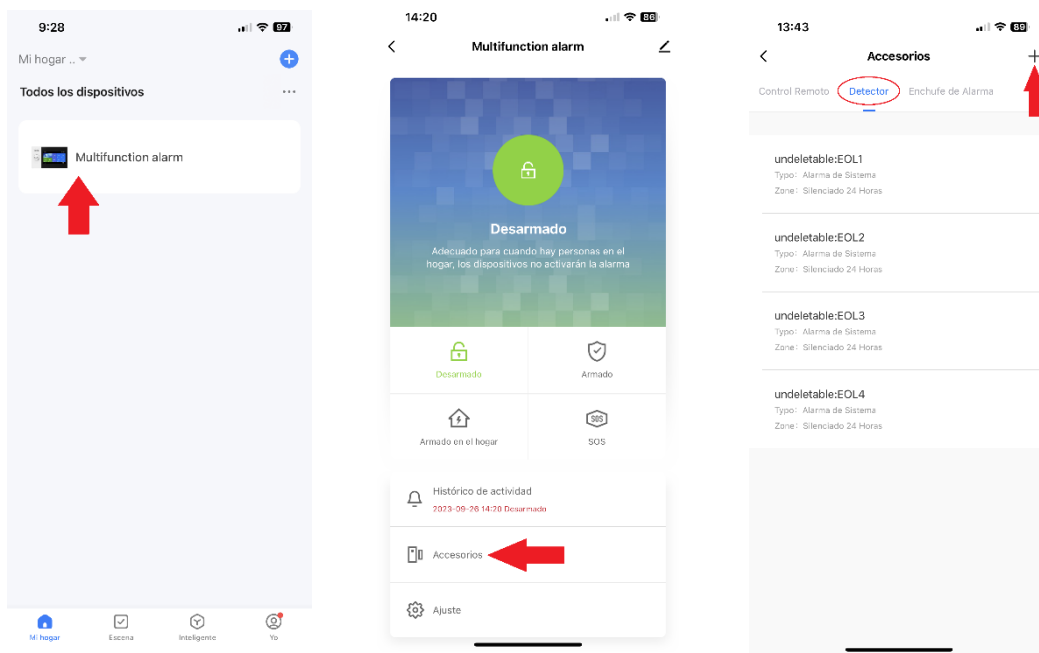 9:28
97
Mi hogar ..
Todos los dispositivos
Multifunction alarm
Mi hogar
Escena
Inteligente
Yo
14:20
86
Multifunction alarm
Desarmado
Adecuado para cuando hay personas en el
hogar, los dispositivos no activarán la alarma
Desarmado
Armado
Armado en el hogar
SOS
SOS
Histórico de actividad
2023-09-26 14:20 Desarmado
Accesorios
Ajuste
13:43
89
Accesorios
Control Remoto
Detector
Enchufe de Alarma
undeletable:EOL1
Typo: Alarma de Sistema
Zone: Silenciado 24 Horas
undeletable:EOL2
Typo: Alarma de Sistema
Zone: Silenciado 24 Horas
undeletable:EOL3
Typo: Alarma de Sistema
Zone: Silenciado 24 Horas
undeletable:EOL4
Typo: Alarma de Sistema
Zone: Silenciado 24 Horas